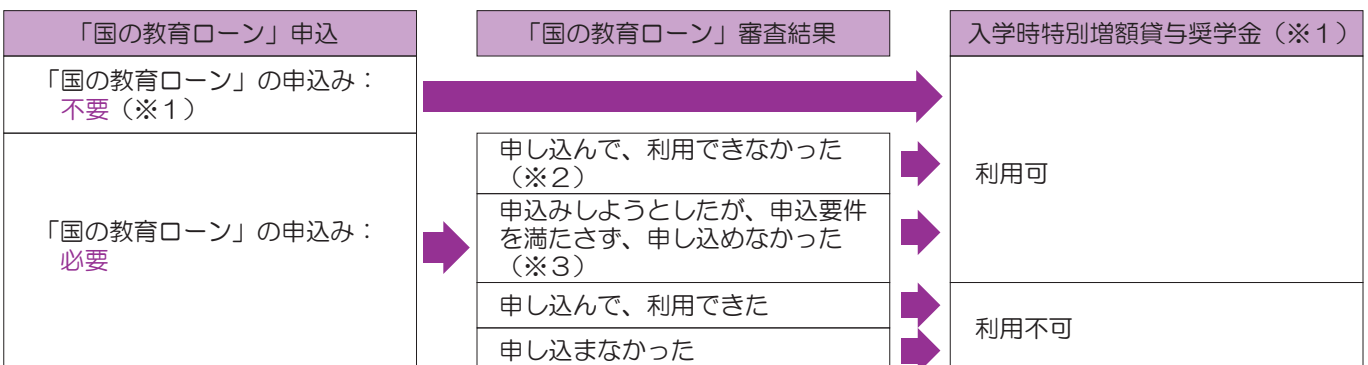 「国の教育ローン」申込
「国の教育ローン」審査結果
入学時特別増額貸与奨学金（※１）
「国の教育ローン」の申込み：
不要（※１）
「国の教育ローン」の申込み：
必要
申し込んで、利用できなかった
（※２）
申込みしようとしたが、申込要件
を満たさず、申し込めなかった
（※３）
申し込んで、利用できた
申し込まなかった
利用可
利用不可